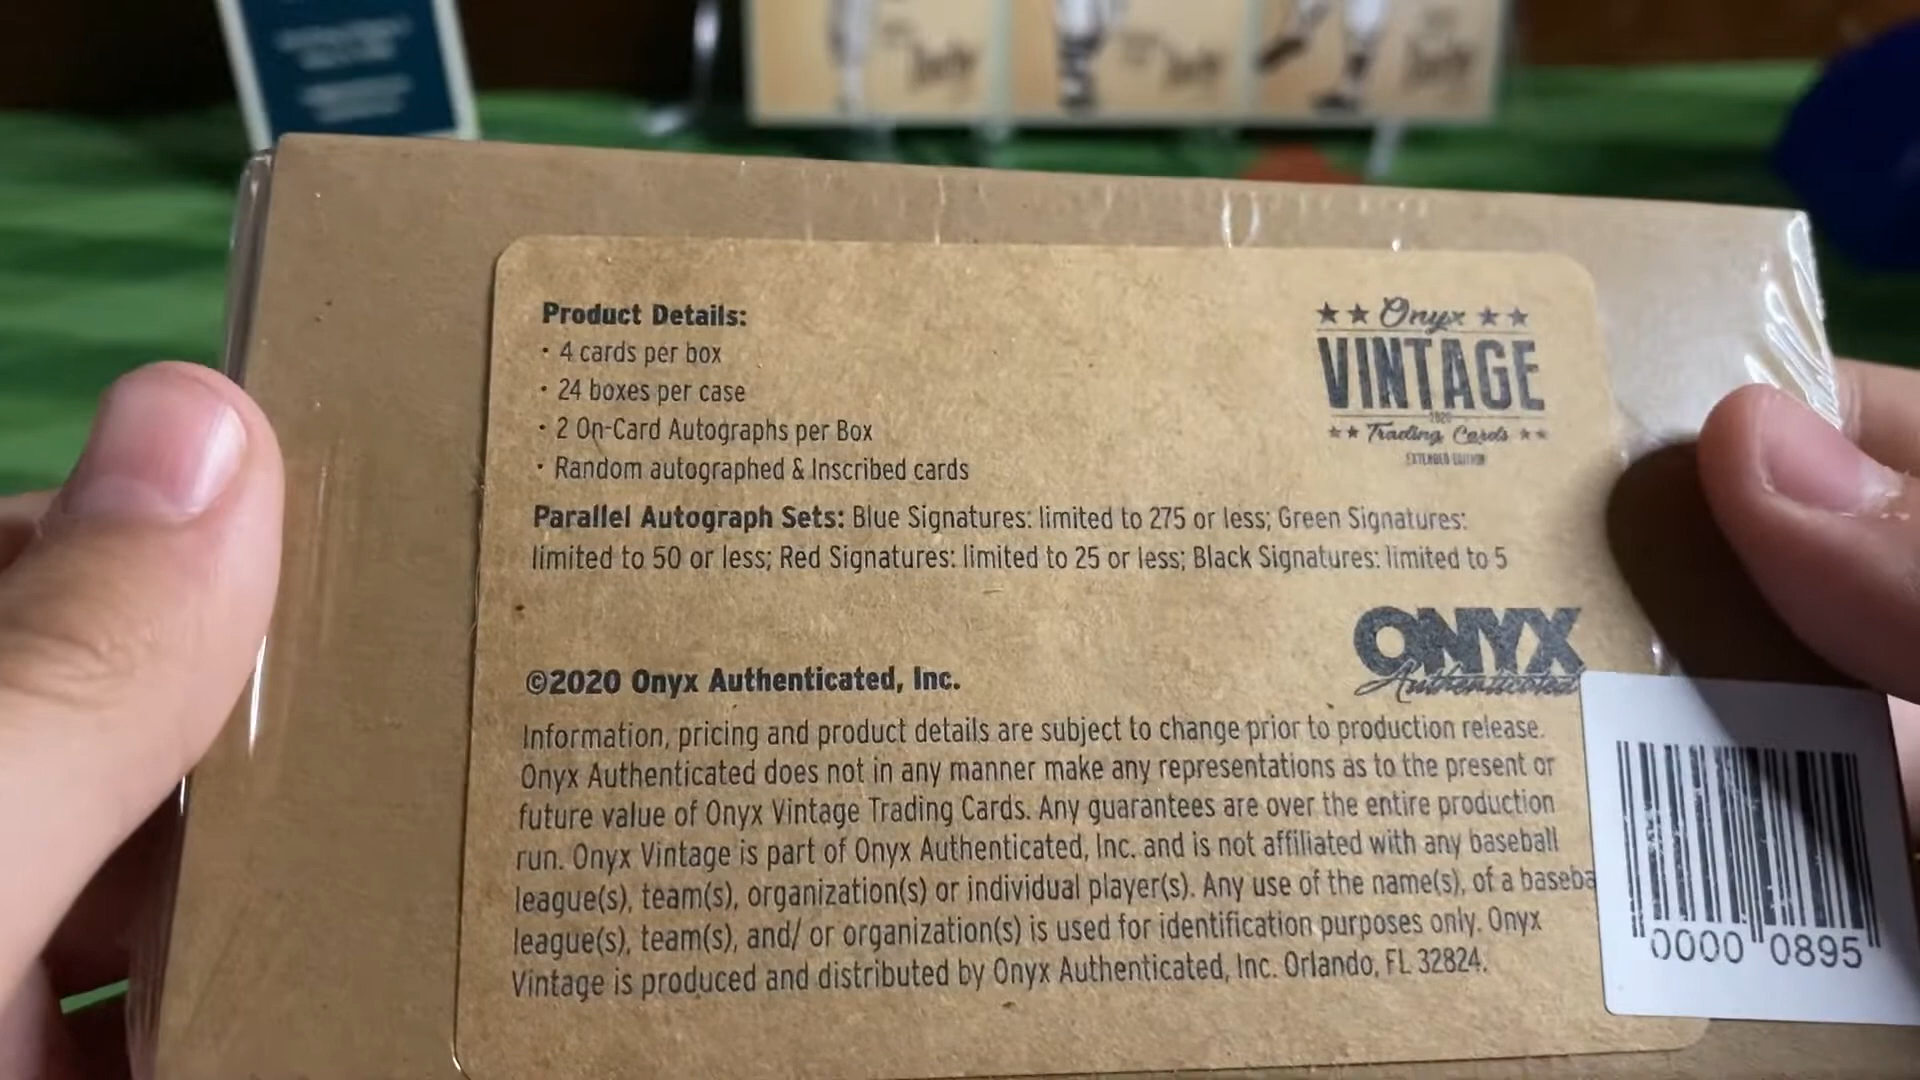 Product Details:
· 4 cards per box
· 24 boxes per case
· 2 On-Card Autographs per Box
· Random autographed & Inscribed cards
Parallel Autograph Sets: Blue Signatures: limited to 275 or less; Green Signatures:
limited to 50 or less; Red Signatures: limited to 25 or less; Black Signatures: limited to 5
Onyx
VINTAGE
2020
Trading Cards
EXTENDED EDITION
ONYX
Authenticated
©2020 Onyx Authenticated, Inc.
Information, pricing and product details are subject to change prior to production release.
Onyx Authenticated does not in any manner make any representations as to the present or
future value of Onyx Vintage Trading Cards. Any guarantees are over the entire production
run. Onyx Vintage is part of Onyx Authenticated, Inc. and is not affiliated with any baseball
league(s), team(s), organization(s) or individual player(s). Any use of the name(s), of a baseba
league(s), team(s), and/ or organization(s) is used for identification purposes only. Onyx
Vintage is produced and distributed by Onyx Authenticated, Inc. Orlando, FL 32824.
0000 0895